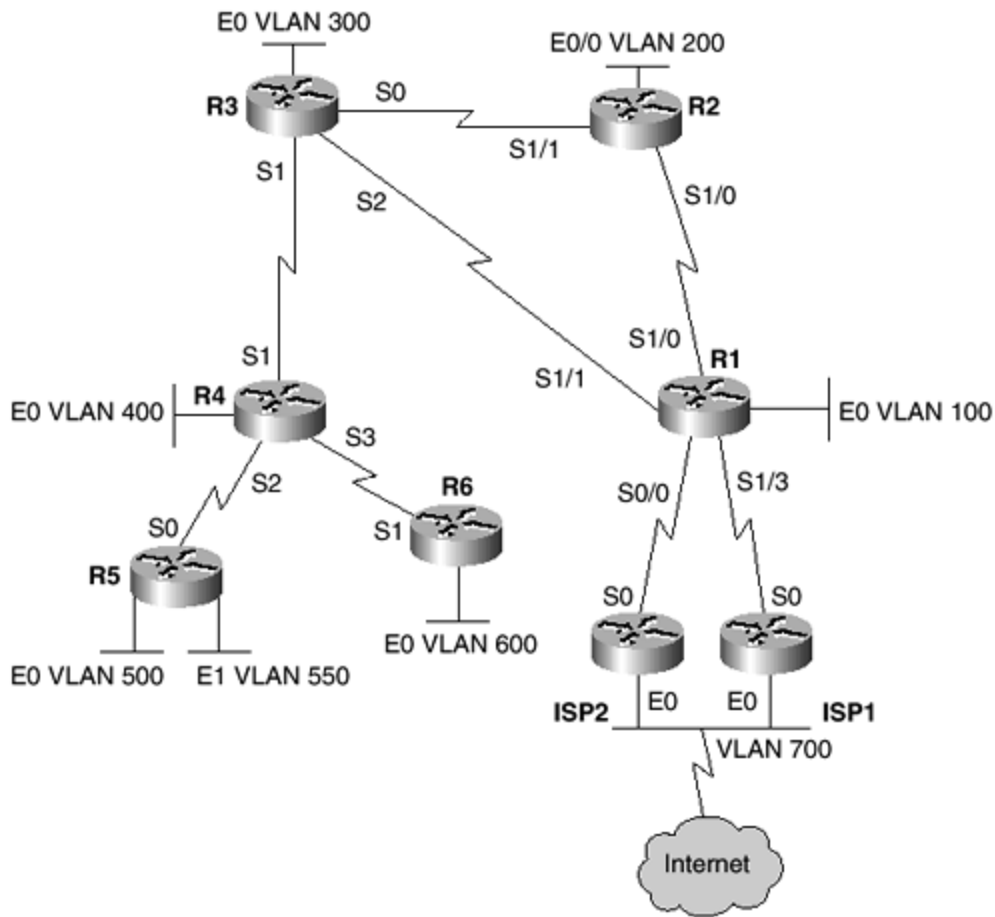 E0 VLAN 300
E0/0 VLAN 200
R3
S0
R2
S1/1
S1
S2
S1/0
S1/0
S1
R1
S1/1
R4
E0 VLAN 400
E0 VLAN 100
S3
S2
R6
S0/0
S1/3
S0
S1
R5
S0
S0
E0 VLAN 600
E0 VLAN 500
E1 VLAN 550
ISP2
E0
E0
ISP1
VLAN 700
Internet